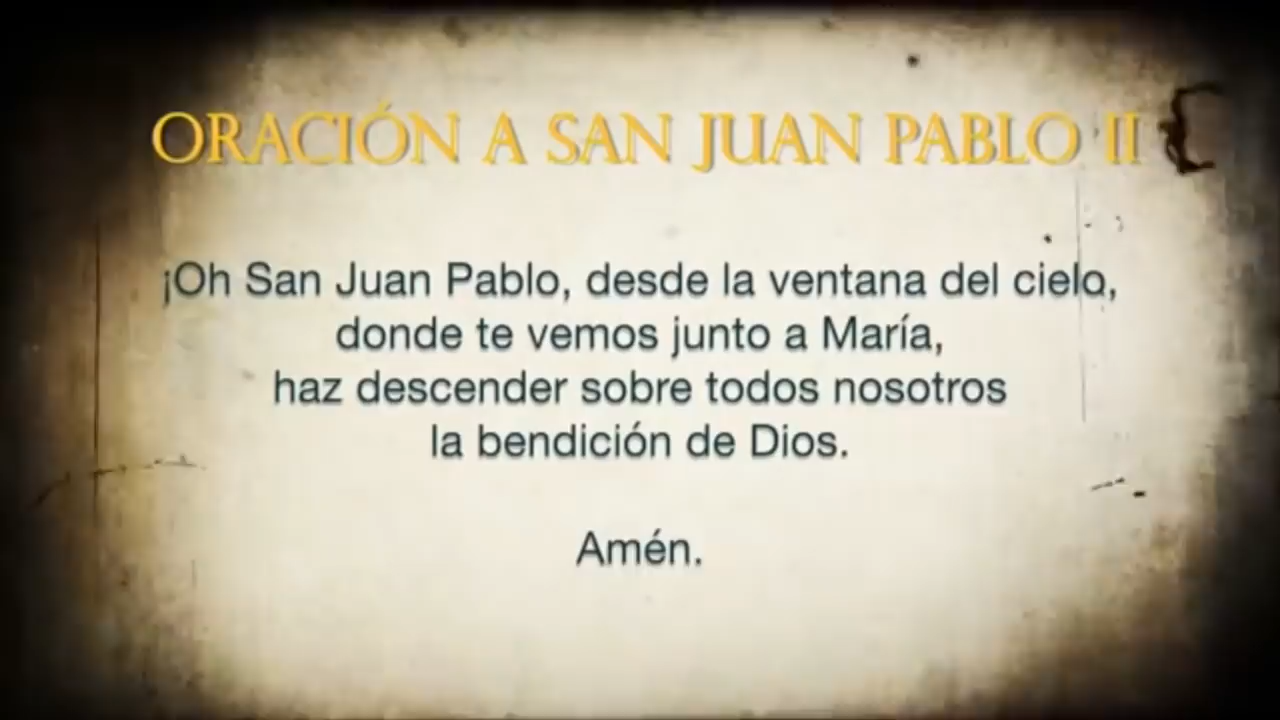 ORACIÓN A SAN JUAN PABLO II
¡Oh San Juan Pablo, desde la ventana del cielo,
donde te vemos junto a María,
haz descender sobre todos nosotros
la bendición de Dios.
Amén.